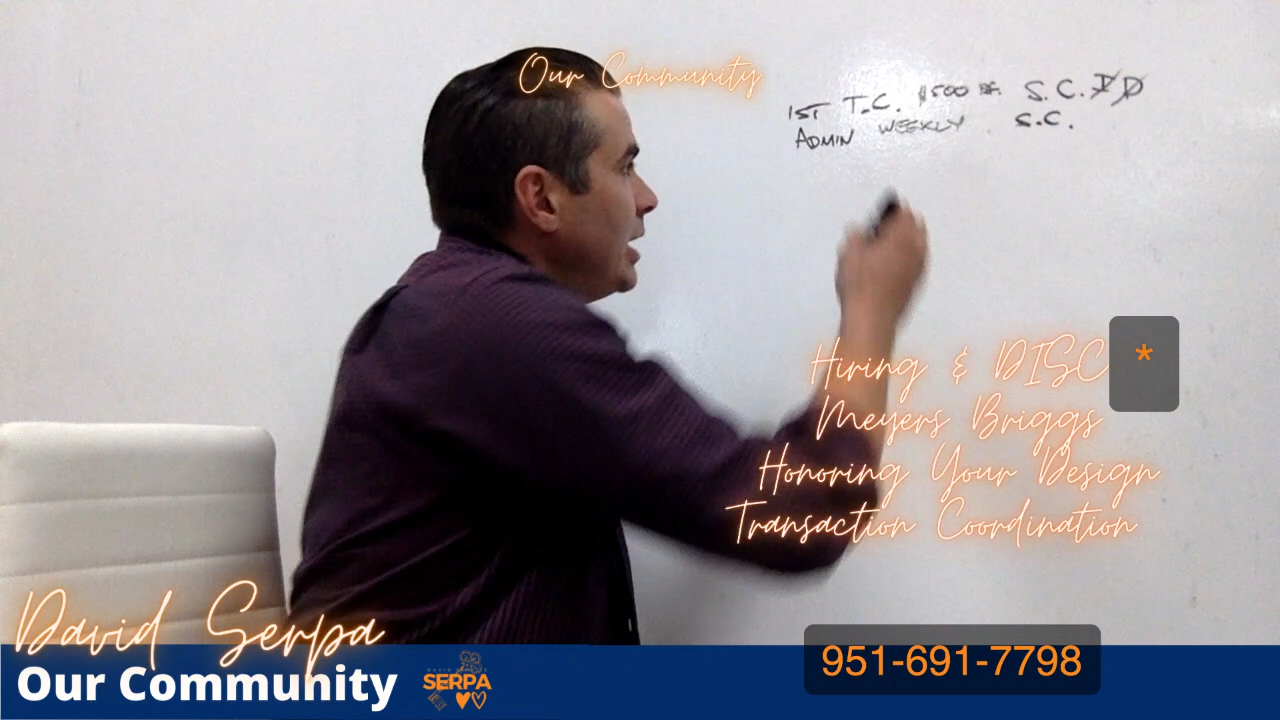 Our Community
1ST T.C. $500 S.C.
ADMIN WEEKLY S.C.
Hiring & DISC *
Meyers Briggs
Honoring Your Design
Transaction Coordination
David Serpa
Our Community
SERPA
951-691-7798